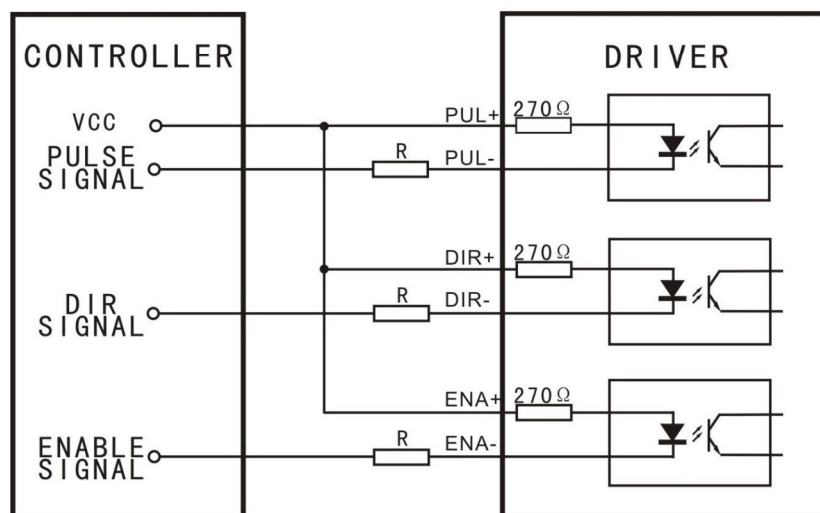 CONTROLLER
DRIVER
VCC
PUL+
270Ω
PULSE
SIGNAL
R
PUL-
DIR+
270Ω
DIR
SIGNAL
R
DIR-
ENA+
270Ω
ENABLE
SIGNAL
R
ENA-